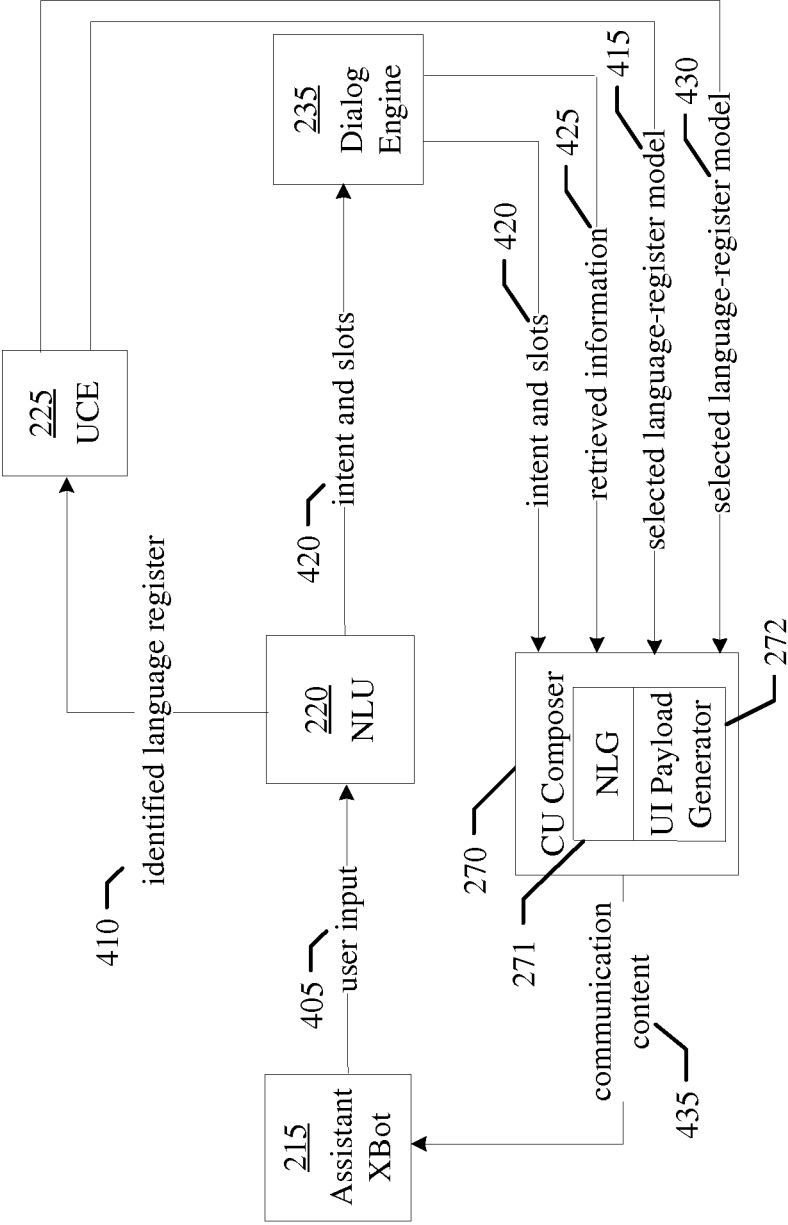 410
identified language register
225
UCE
405
user input
220
NLU
420
intent and slots
235
Dialog
Engine
215
Assistant
XBot
420
intent and slots
425
retrieved information
415
selected language-register model
430
selected language-register model
270
CU Composer
271
NLG
UI Payload
Generator
272
communication
content
435